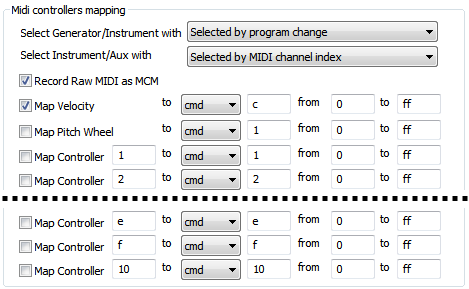 Midi controllers mapping
Select Generator/Instrument with Selected by program change
Select Instrument/Aux with Selected by MIDI channel index
Record Raw MIDI as MCM
Map Velocity to cmd c from 0 to ff
Map Pitch Wheel to cmd 1 from 0 to ff
Map Controller 1 to cmd 1 from 0 to ff
Map Controller 2 to cmd 2 from 0 to ff
Map Controller e to cmd e from 0 to ff
Map Controller f to cmd f from 0 to ff
Map Controller 10 to cmd 10 from 0 to ff